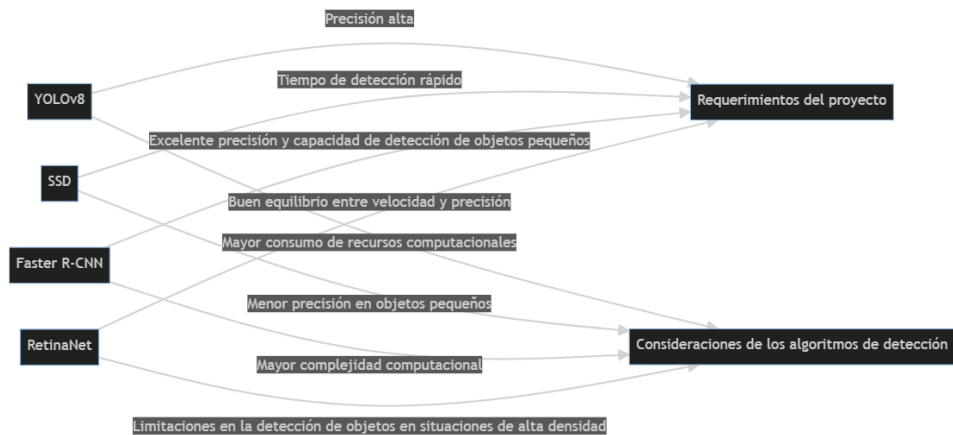 Precisión alta
Tiempo de detección rápido
YOLOv8
Requerimientos del proyecto
Excelente precisión y capacidad de detección de objetos pequeños
SSD
Buen equilibrio entre velocidad y precisión
Mayor consumo de recursos computacionales
Faster R-CNN
Menor precisión en objetos pequeños
RetinaNet
Consideraciones de los algoritmos de detección
Mayor complejidad computacional
Limitaciones en la detección de objetos en situaciones de alta densidad